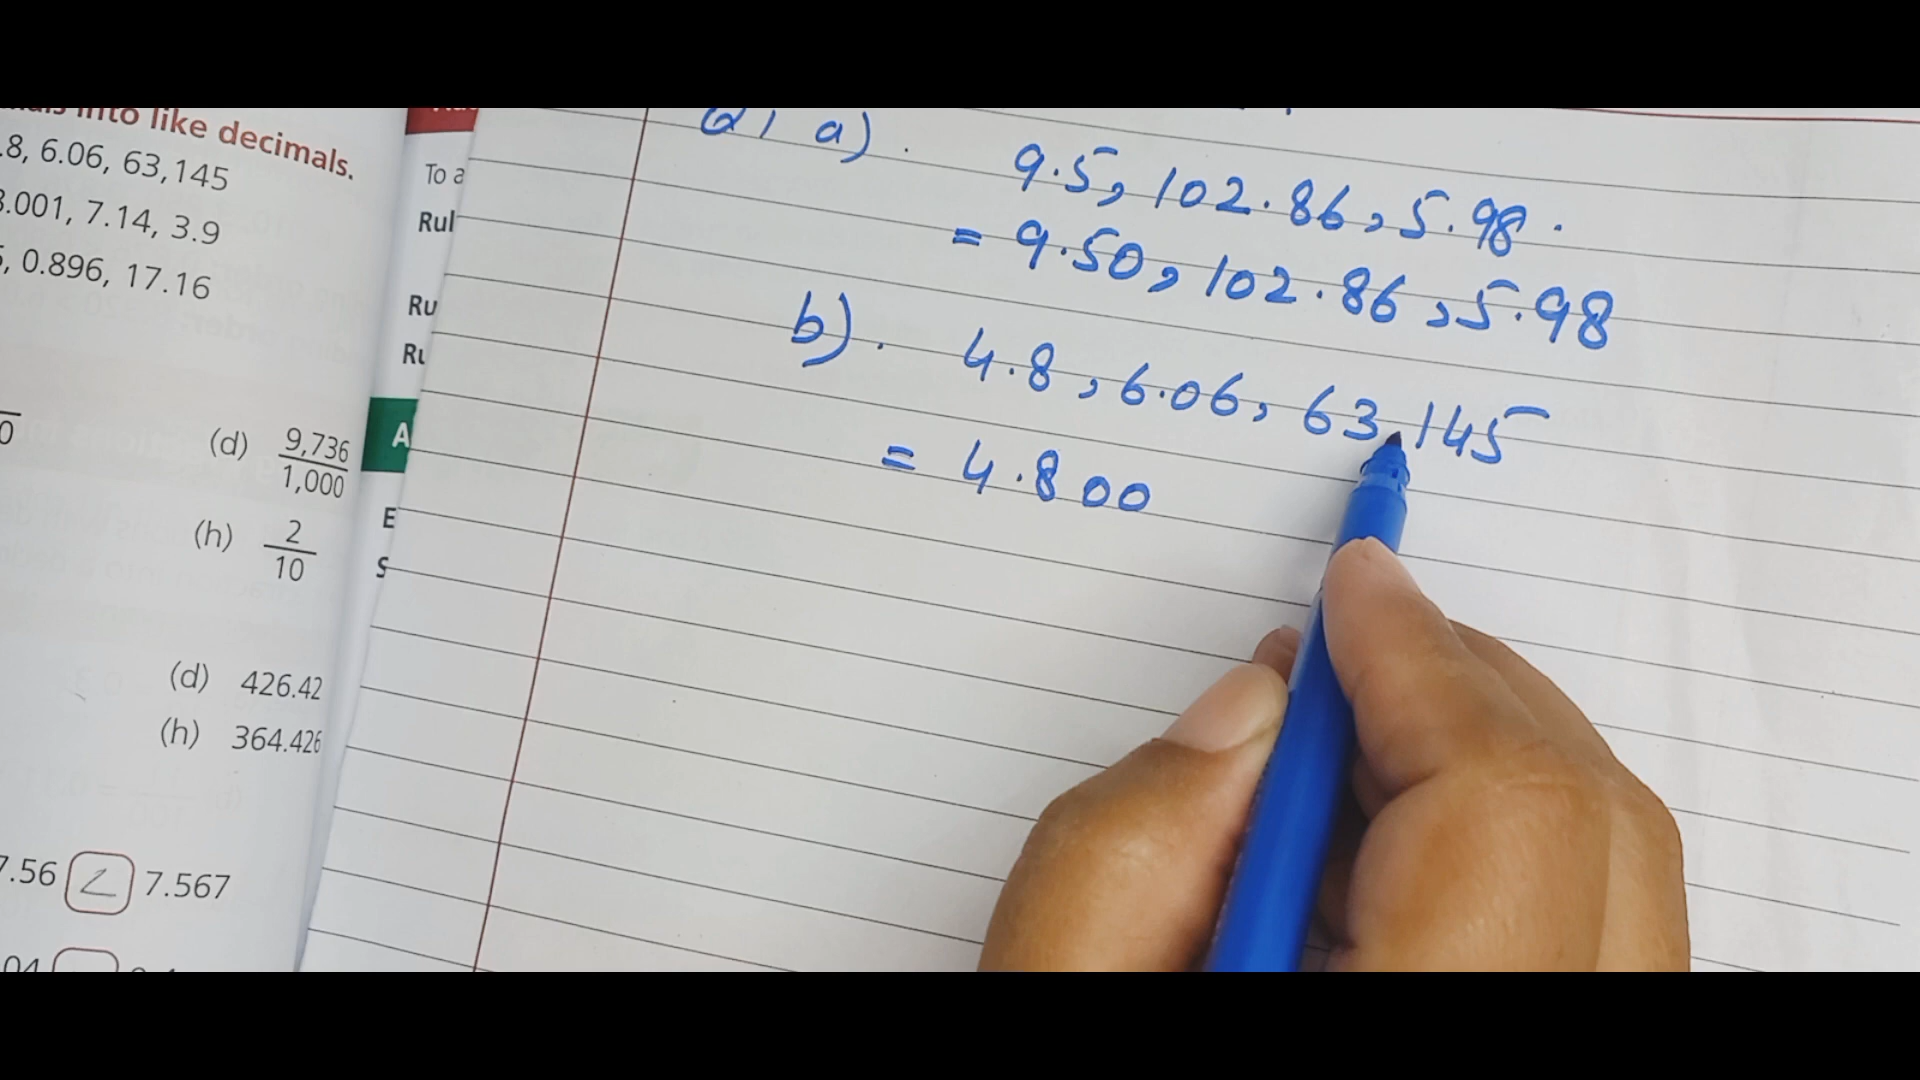 into like decimals.
.8, 6.06, 63,145
3.001, 7.14, 3.9
, 0.896, 17.16
(d) 9,736
1,000
(h) 2
10
(d) 426.42
(h) 364.426
7.56 < 7.567
To a
Rul
Ru
Ru
A
E
S
Q1 a). 9.5, 102.86, 5.98.
= 9.50, 102.86, 5.98
b). 4.8, 6.06, 63.145
= 4.800